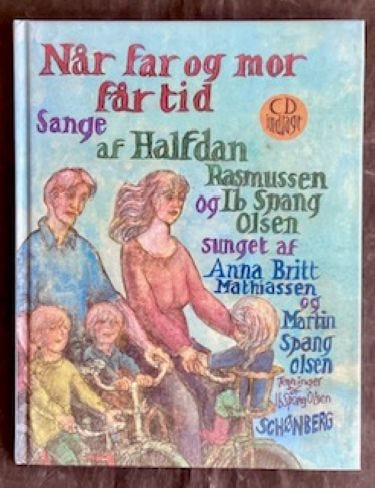 Når far og mor
får tid
CD
indlagt
Sange
af Halfdan
Rasmussen
og Ib Spang
Olsen
sunget af
Anna Britt
Mathiassen
og
Martin
Spang
Olsen
Tegninger
af
Ib Spang Olsen
SCHØNBERG